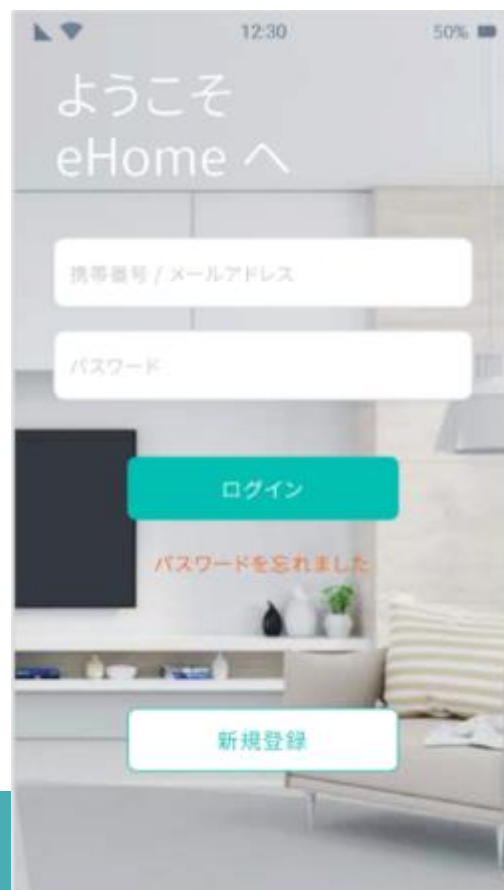 12:30
50%
ようこそ
eHome へ
携帯番号 / メールアドレス
パスワード
ログイン
パスワードを忘れました
新規登録